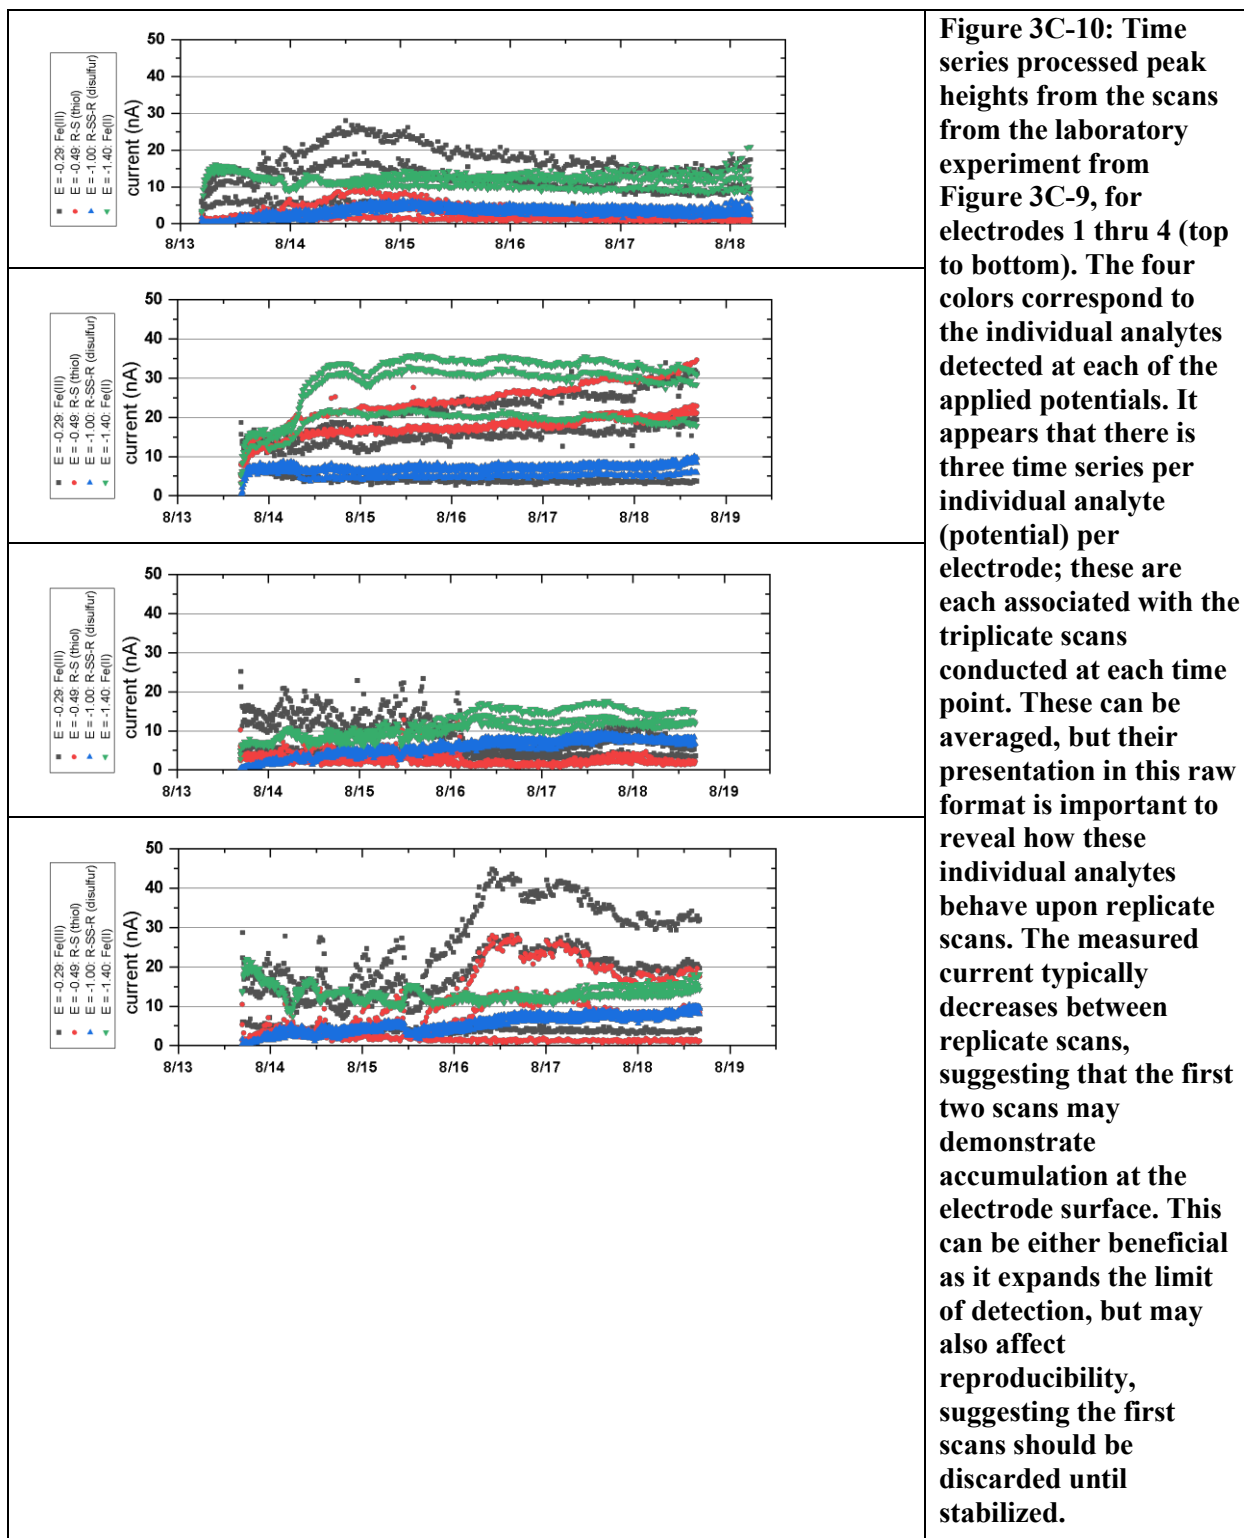 50
40
30
20
10
0
current (nA)
E = -0.29: Fe(III)
E = -0.49: R-S (thiol)
E = -1.00: R-SS-R (disulfur)
E = -1.40: Fe(II)
8/13 8/14 8/15 8/16 8/17 8/18
50
40
30
20
10
0
current (nA)
E = -0.29: Fe(III)
E = -0.49: R-S (thiol)
E = -1.00: R-SS-R (disulfur)
E = -1.40: Fe(II)
8/13 8/14 8/15 8/16 8/17 8/18 8/19
50
40
30
20
10
0
current (nA)
E = -0.29: Fe(III)
E = -0.49: R-S (thiol)
E = -1.00: R-SS-R (disulfur)
E = -1.40: Fe(II)
8/13 8/14 8/15 8/16 8/17 8/18 8/19
50
40
30
20
10
0
current (nA)
E = -0.29: Fe(III)
E = -0.49: R-S (thiol)
E = -1.00: R-SS-R (disulfur)
E = -1.40: Fe(II)
8/13 8/14 8/15 8/16 8/17 8/18 8/19
Figure 3C-10: Time
series processed peak
heights from the scans
from the laboratory
experiment from
Figure 3C-9, for
electrodes 1 thru 4 (top
to bottom). The four
colors correspond to
the individual analytes
detected at each of the
applied potentials. It
appears that there is
three time series per
individual analyte
(potential) per
electrode; these are
each associated with the
triplicate scans
conducted at each time
point. These can be
averaged, but their
presentation in this raw
format is important to
reveal how these
individual analytes
behave upon replicate
scans. The measured
current typically
decreases between
replicate scans,
suggesting that the first
two scans may
demonstrate
accumulation at the
electrode surface. This
can be either beneficial
as it expands the limit
of detection, but may
also affect
reproducibility,
suggesting the first
scans should be
discarded until
stabilized.